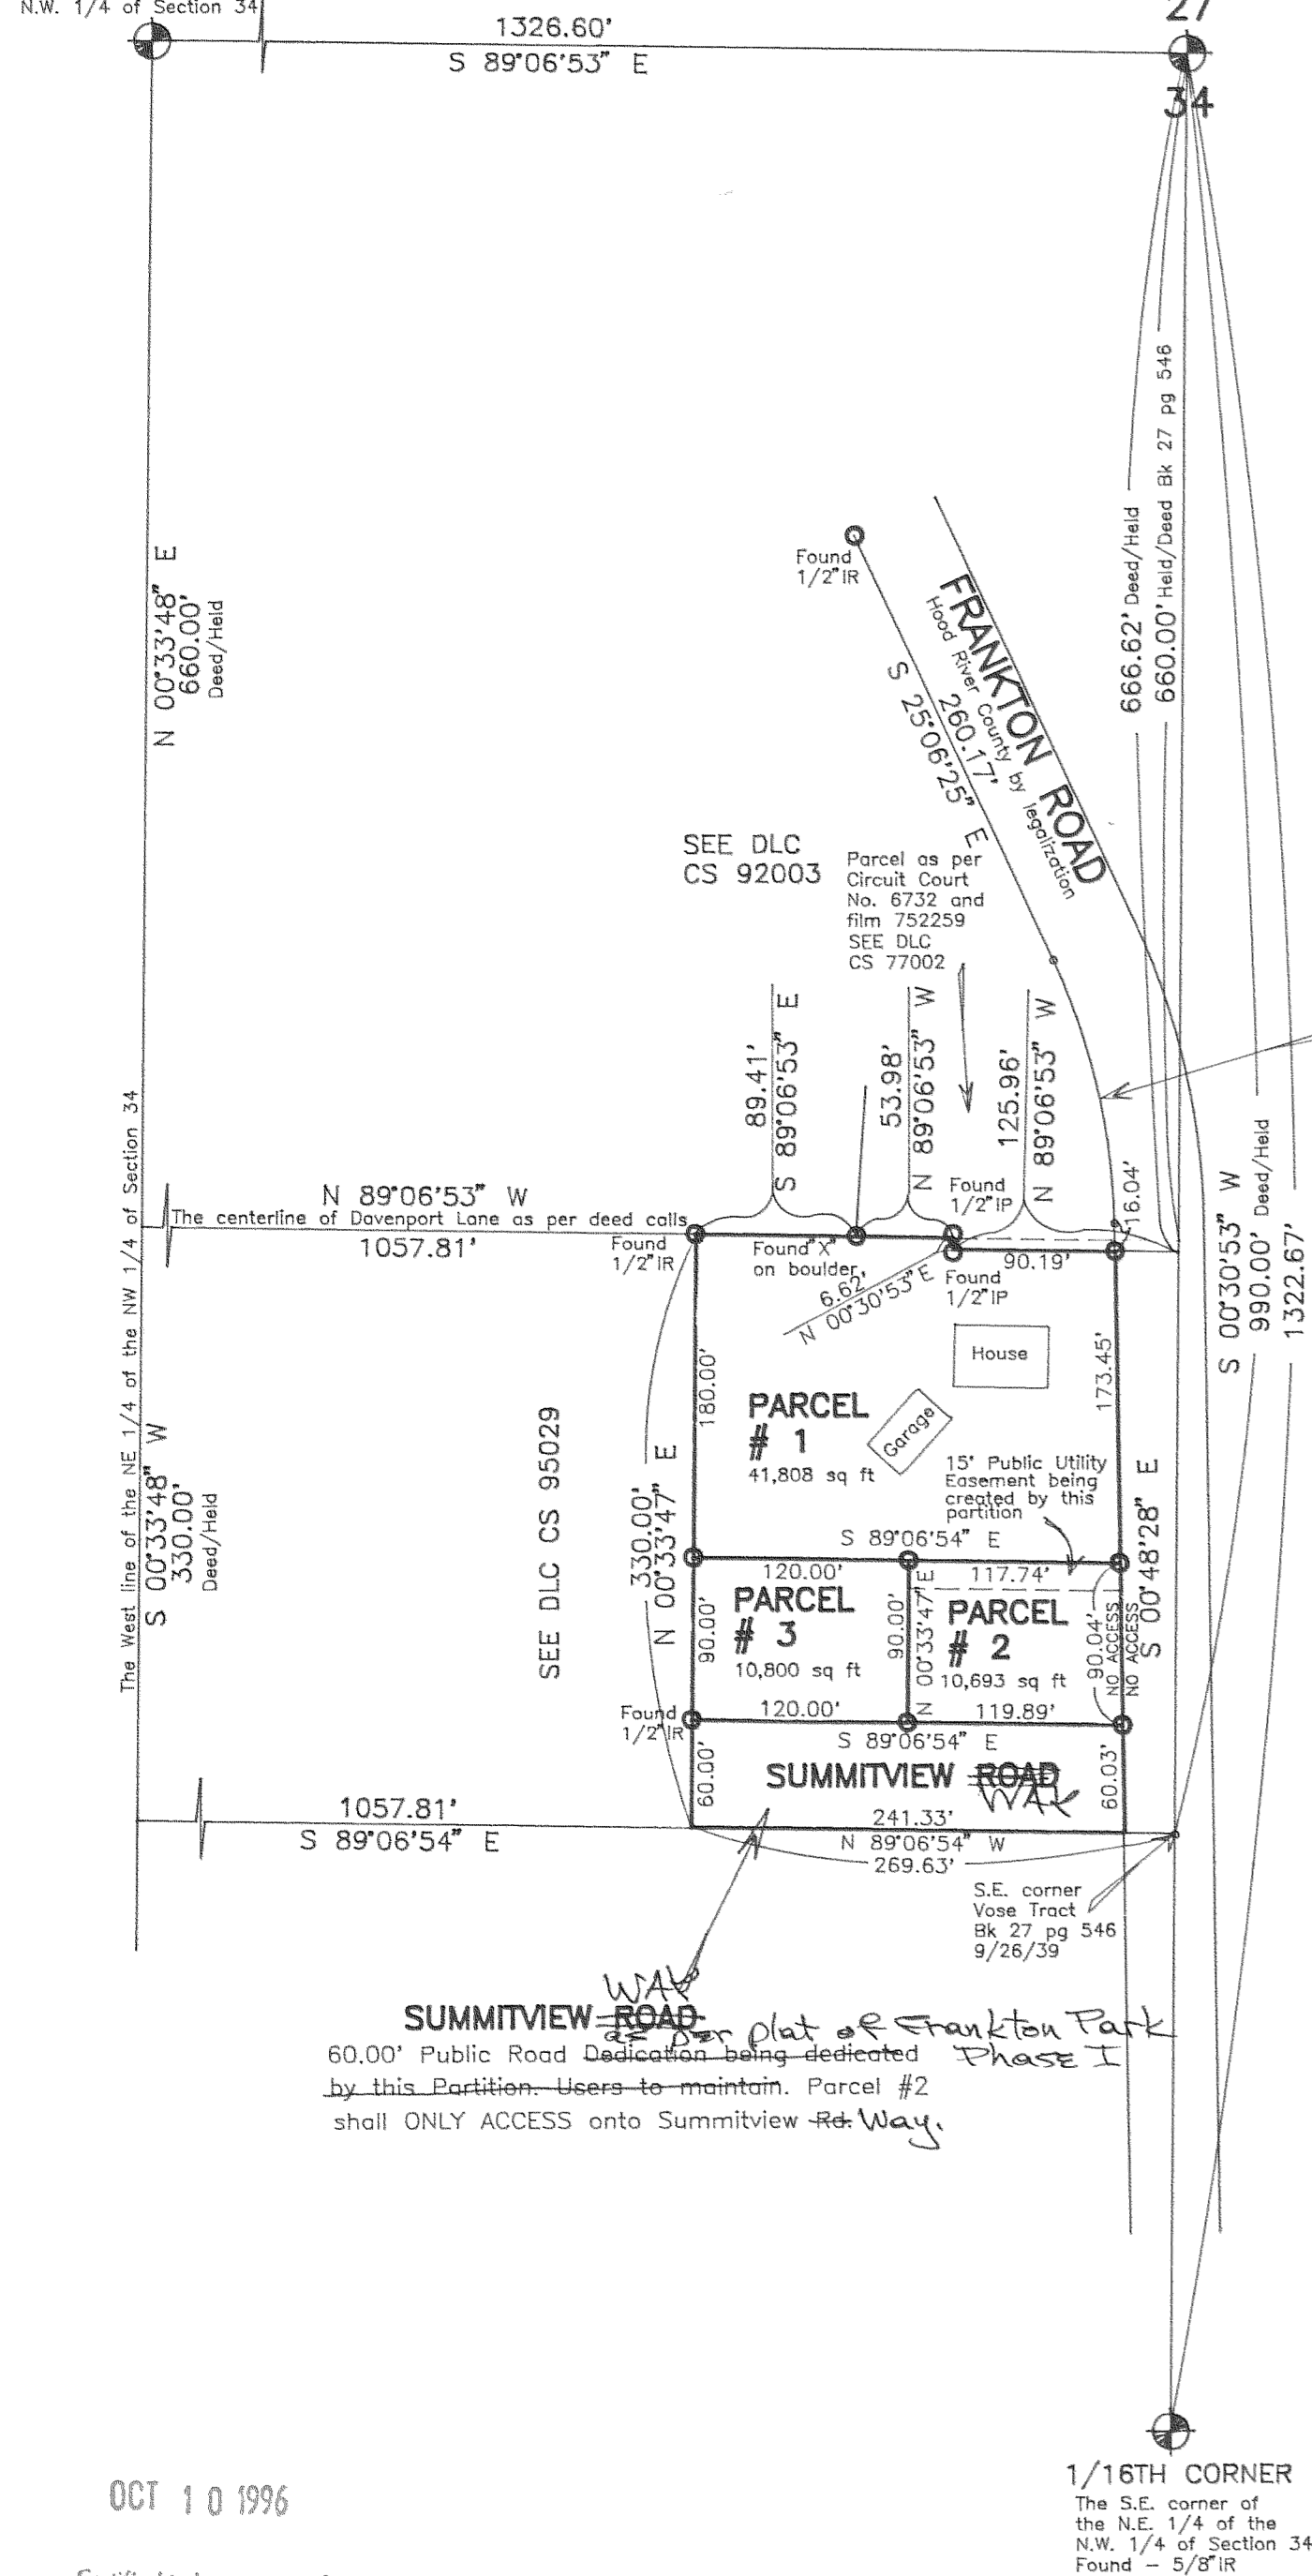 N.W. 1/4 of Section 34
1326.60'
S 89°06'53" E
27
34
N 00°33'48" E
660.00'
Deed/Held
666.62' Deed/Held
660.00' Held/Deed Bk 27 pg 546
Found
1/2"IR
FRANKTON ROAD
Hood River County by legalization
260.17'
S 25°06'25" E
SEE DLC
CS 92003
Parcel as per
Circuit Court
No. 6732 and
film 752259
SEE DLC
CS 77002
89.41'
S 89°06'53" E
53.98'
N 89°06'53" W
125.96'
N 89°06'53" W
16.04'
The West line of the NE 1/4 of the NW 1/4 of Section 34
N 89°06'53" W
The centerline of Davenport Lane as per deed calls
1057.81'
Found
1/2"IR
Found "X"
on boulder
Found
1/2"IP
6.62'
N 00°30'53" E
Found
1/2"IP
90.19'
S 00°30'53" W
990.00' Deed/Held
1322.67'
House
Garage
180.00'
173.45'
PARCEL
# 1
41,808 sq ft
15' Public Utility
Easement being
created by this
partition
S 00°33'48" W
330.00'
Deed/Held
SEE DLC CS 95029
330.00'
N 00°33'47" E
S 00°48'28" E
S 89°06'54" E
120.00'
117.74'
PARCEL
# 3
10,800 sq ft
90.00'
90.00'
N 00°33'47" E
PARCEL
# 2
10,693 sq ft
90.04'
NO ACCESS
NO ACCESS
Found
1/2"IR
120.00'
119.89'
S 89°06'54" E
60.00'
SUMMITVIEW ROAD
WAY
60.03'
241.33'
N 89°06'54" W
269.63'
1057.81'
S 89°06'54" E
S.E. corner
Vose Tract
Bk 27 pg 546
9/26/39
WAY
SUMMITVIEW ROAD
as per plat of Frankton Park
Phase I
60.00' Public Road Dedication being dedicated
by this Partition. Users to maintain. Parcel #2
shall ONLY ACCESS onto Summitview Rd. Way.
OCT 10 1996
1/16TH CORNER
The S.E. corner of
the N.E. 1/4 of the
N.W. 1/4 of Section 34
Found - 5/8"IR